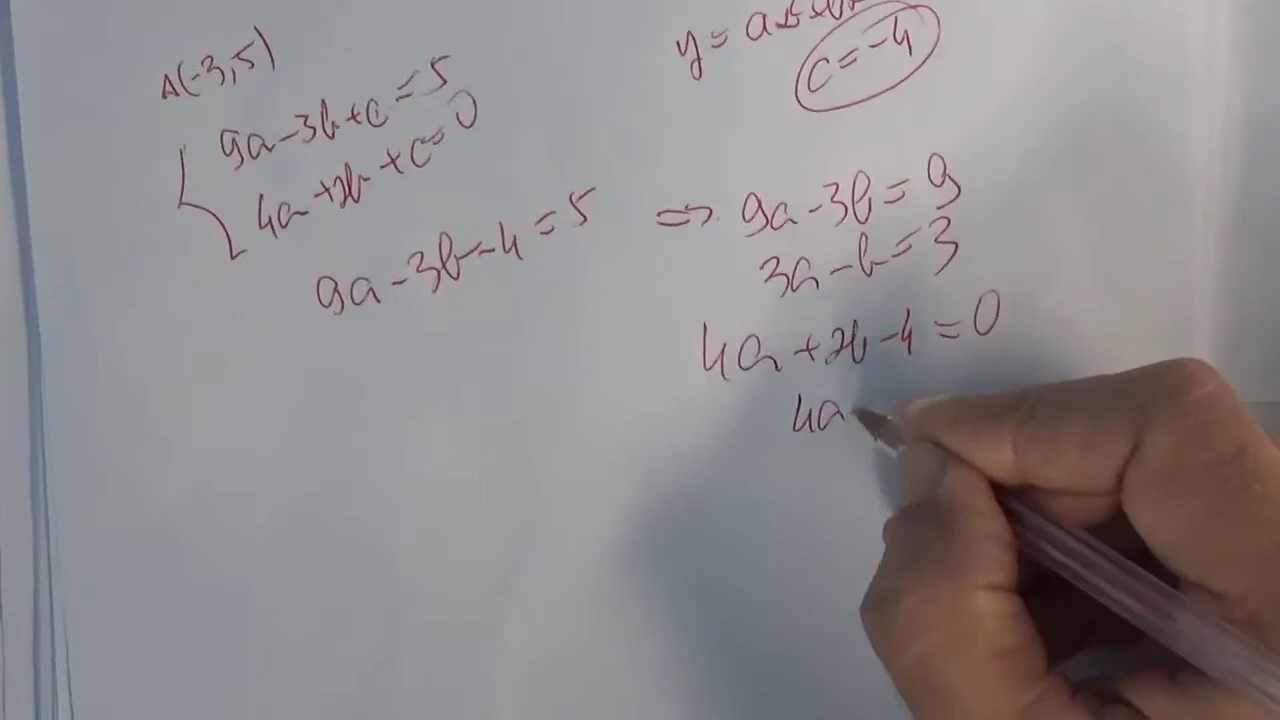 A(-3,5)
9a-3b+c=5
4a+2b+c=0
9a-3b-4=5
y=
c=-4
=> 9a-3b=9
3a-b=3
4a+2b-4=0
4a